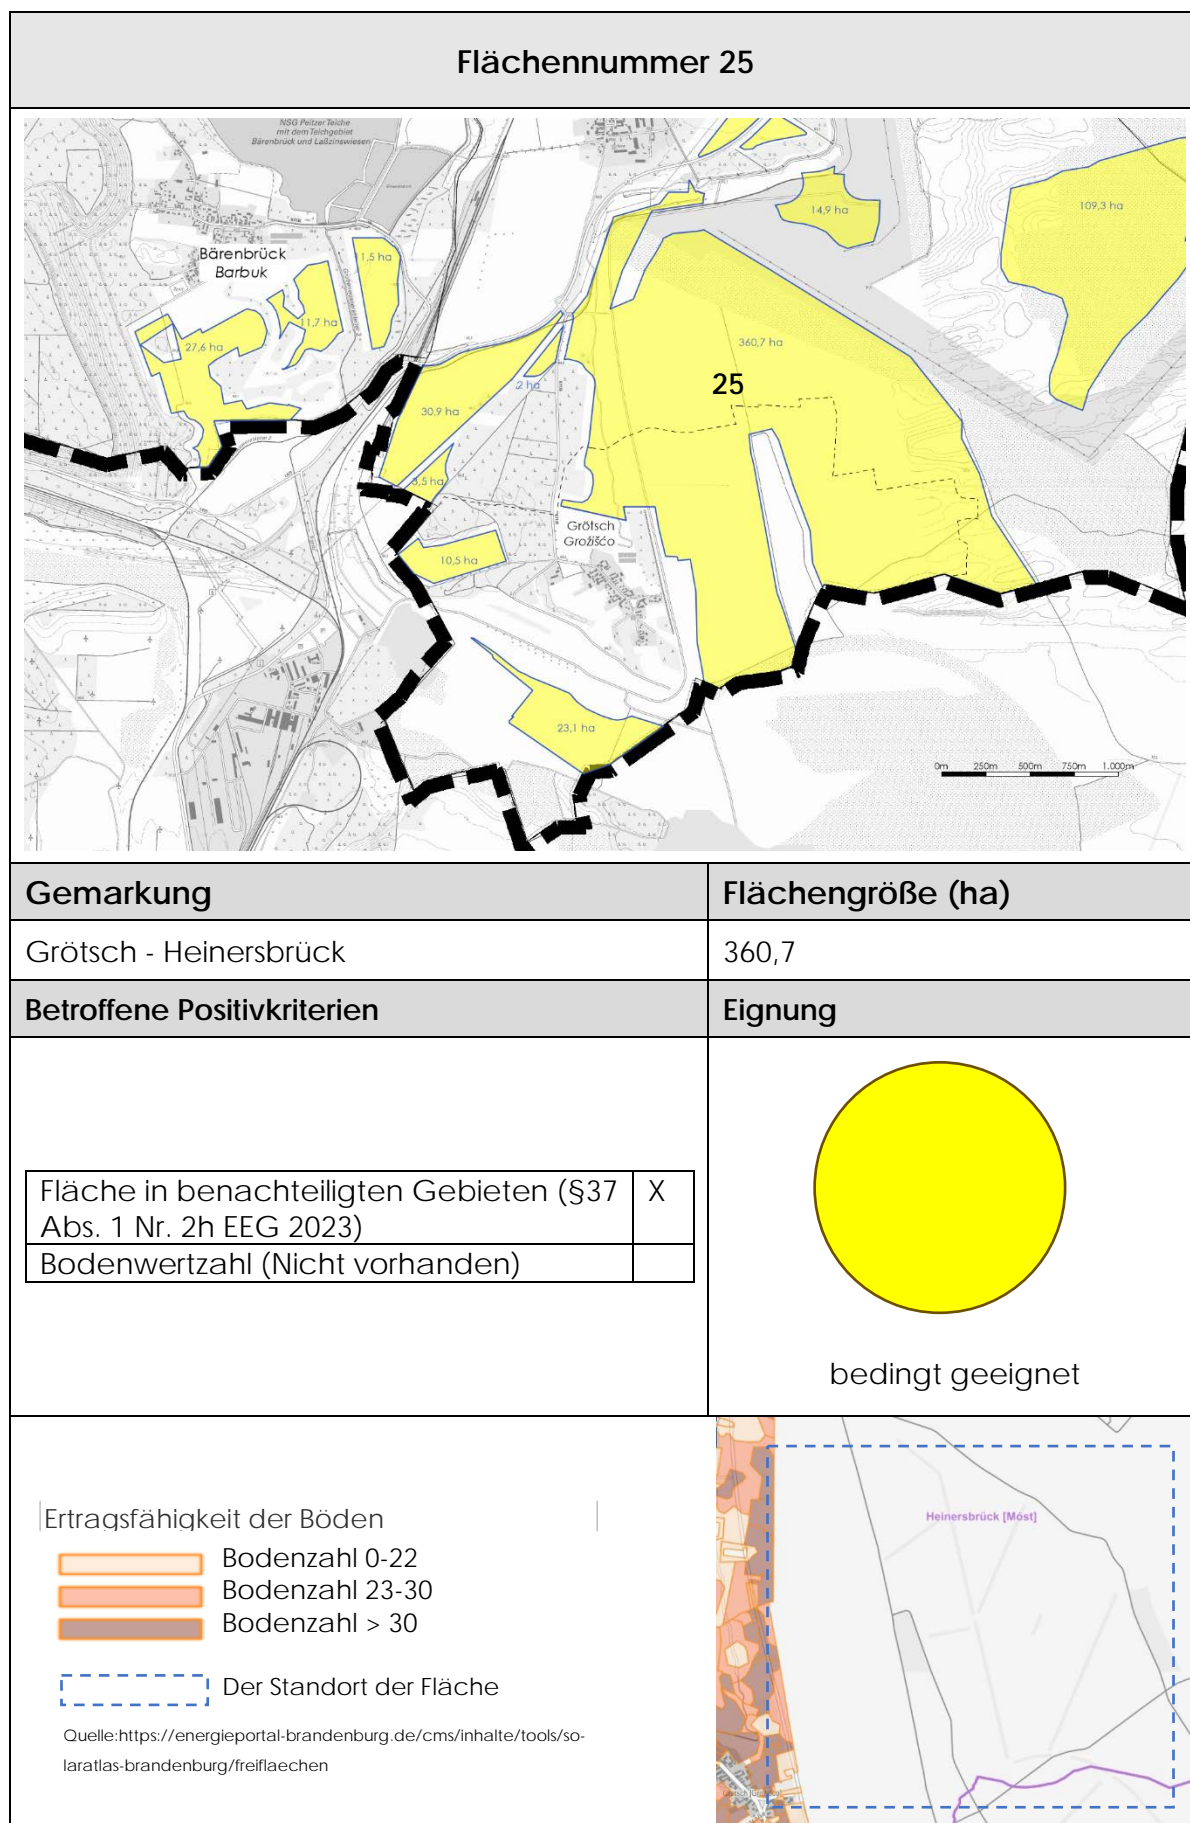 Flächennummer 25
NSG Peitzer Teiche
mit dem Teichgebiet
Bärenbrück und Laßzinswiesen
Bärenbrück
Barbuk
1,5 ha
11,7 ha
27,6 ha
14,9 ha
109,3 ha
360,7 ha
25
2 ha
30,9 ha
3,5 ha
10,5 ha
Grötsch
Grožišćo
23,1 ha
0m 250m 500m 750m 1.000m
Gemarkung
Flächengröße (ha)
Grötsch - Heinersbrück
360,7
Betroffene Positivkriterien
Eignung
Fläche in benachteiligten Gebieten (§37
Abs. 1 Nr. 2h EEG 2023)
X
Bodenwertzahl (Nicht vorhanden)
bedingt geeignet
Ertragsfähigkeit der Böden
Bodenzahl 0-22
Bodenzahl 23-30
Bodenzahl > 30
Der Standort der Fläche
Quelle:https://energieportal-brandenburg.de/cms/inhalte/tools/so-
laratlas-brandenburg/freiflaechen
Heinersbrück [Móst]